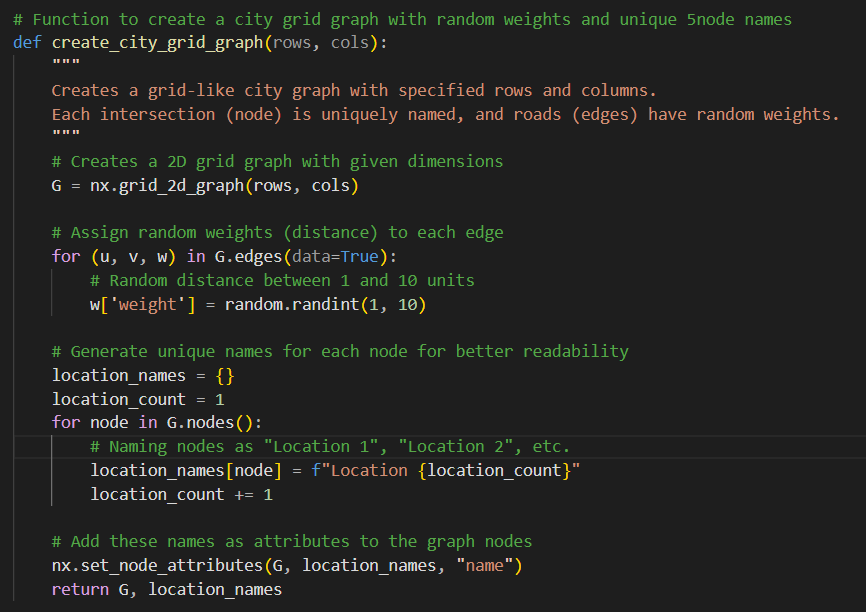 # Function to create a city grid graph with random weights and unique 5node names
def create_city_grid_graph(rows, cols):
    """
    Creates a grid-like city graph with specified rows and columns.
    Each intersection (node) is uniquely named, and roads (edges) have random weights.
    """
    # Creates a 2D grid graph with given dimensions
    G = nx.grid_2d_graph(rows, cols)

    # Assign random weights (distance) to each edge
    for (u, v, w) in G.edges(data=True):
        # Random distance between 1 and 10 units
        w['weight'] = random.randint(1, 10)

    # Generate unique names for each node for better readability
    location_names = {}
    location_count = 1
    for node in G.nodes():
        # Naming nodes as "Location 1", "Location 2", etc.
        location_names[node] = f"Location {location_count}"
        location_count += 1

    # Add these names as attributes to the graph nodes
    nx.set_node_attributes(G, location_names, "name")
    return G, location_names